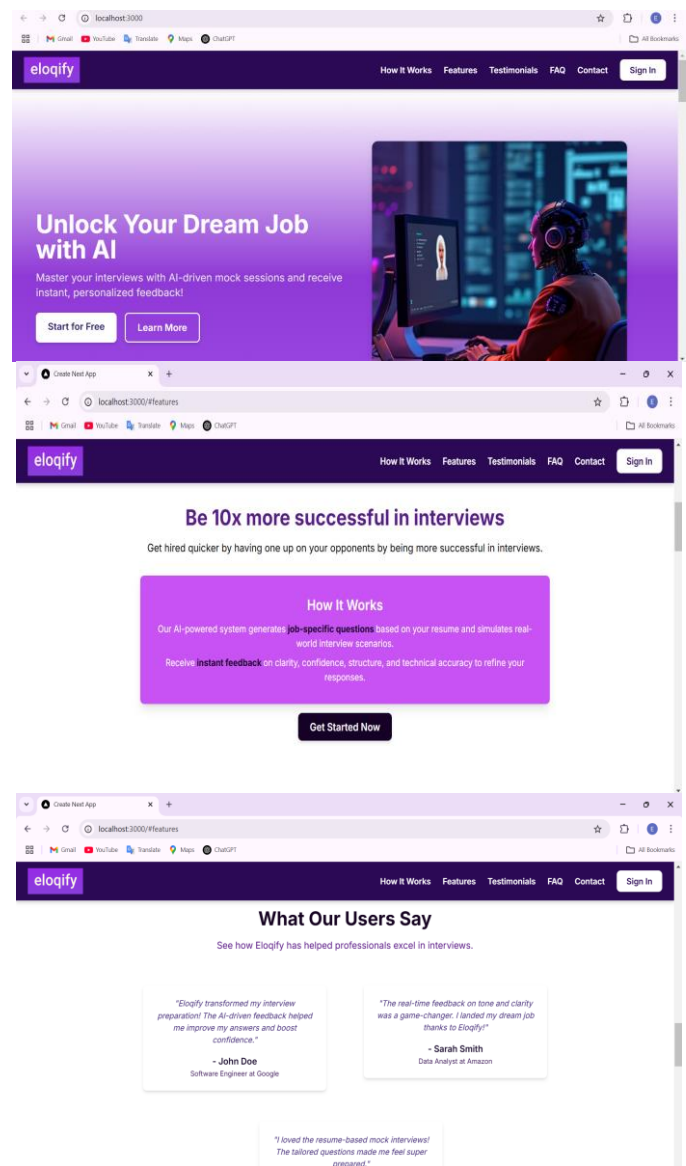 localhost:3000
Gmail YouTube Translate Maps ChatGPT All Bookmarks
eloqify How It Works Features Testimonials FAQ Contact Sign In
Unlock Your Dream Job
with AI
Master your interviews with AI-driven mock sessions and receive
instant, personalized feedback!
Start for Free Learn More
Create Next App
localhost:3000/#features
Gmail YouTube Translate Maps ChatGPT All Bookmarks
eloqify How It Works Features Testimonials FAQ Contact Sign In
Be 10x more successful in interviews
Get hired quicker by having one up on your opponents by being more successful in interviews.
How It Works
Our AI-powered system generates job-specific questions based on your resume and simulates real-
world interview scenarios.
Receive instant feedback on clarity, confidence, structure, and technical accuracy to refine your
responses.
Get Started Now
Create Next App
localhost:3000/#features
Gmail YouTube Translate Maps ChatGPT All Bookmarks
eloqify How It Works Features Testimonials FAQ Contact Sign In
What Our Users Say
See how Eloqify has helped professionals excel in interviews.
"Eloqify transformed my interview
preparation! The AI-driven feedback helped
me improve my answers and boost
confidence."
- John Doe
Software Engineer at Google
"The real-time feedback on tone and clarity
was a game-changer. I landed my dream job
thanks to Eloqify!"
- Sarah Smith
Data Analyst at Amazon
"I loved the resume-based mock interviews!
The tailored questions made me feel super
prepared."